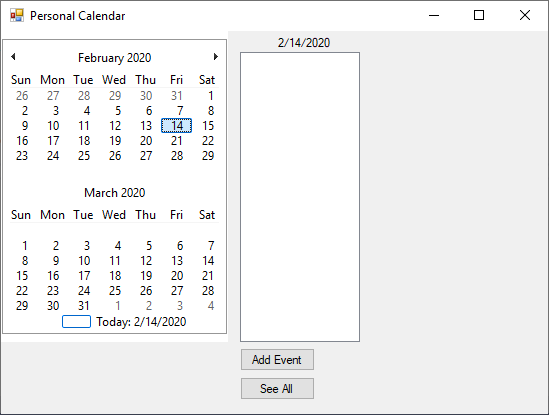 Personal Calendar
February 2020
Sun Mon Tue Wed Thu Fri Sat
26 27 28 29 30 31 1
2 3 4 5 6 7 8
9 10 11 12 13 14 15
16 17 18 19 20 21 22
23 24 25 26 27 28 29
March 2020
Sun Mon Tue Wed Thu Fri Sat
1 2 3 4 5 6 7
8 9 10 11 12 13 14
15 16 17 18 19 20 21
22 23 24 25 26 27 28
29 30 31 1 2 3 4
Today: 2/14/2020
2/14/2020
Add Event
See All